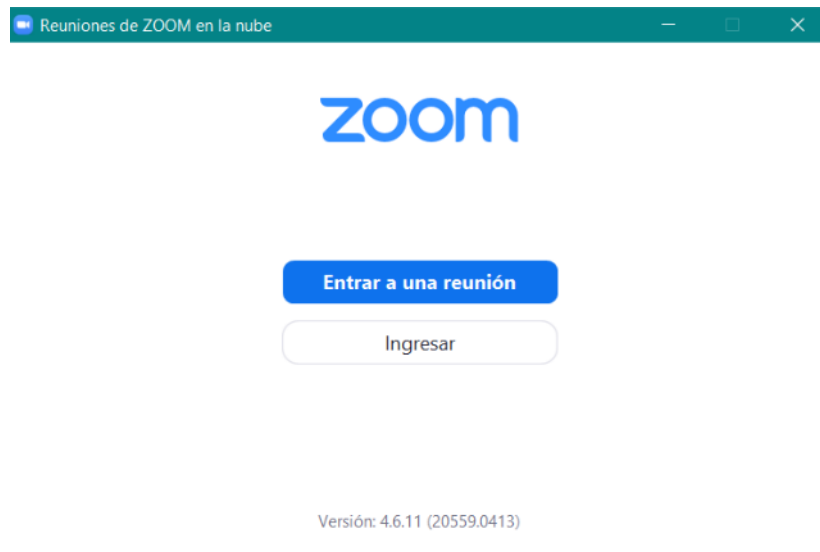 Reuniones de ZOOM en la nube
zoom
Entrar a una reunión
Ingresar
Versión: 4.6.11 (20559.0413)